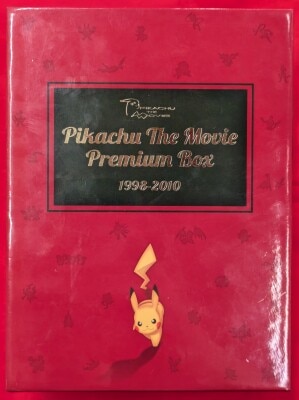 PIKACHU
THE
MOVIE
Pikachu The Movie
Premium Box
1998-2010